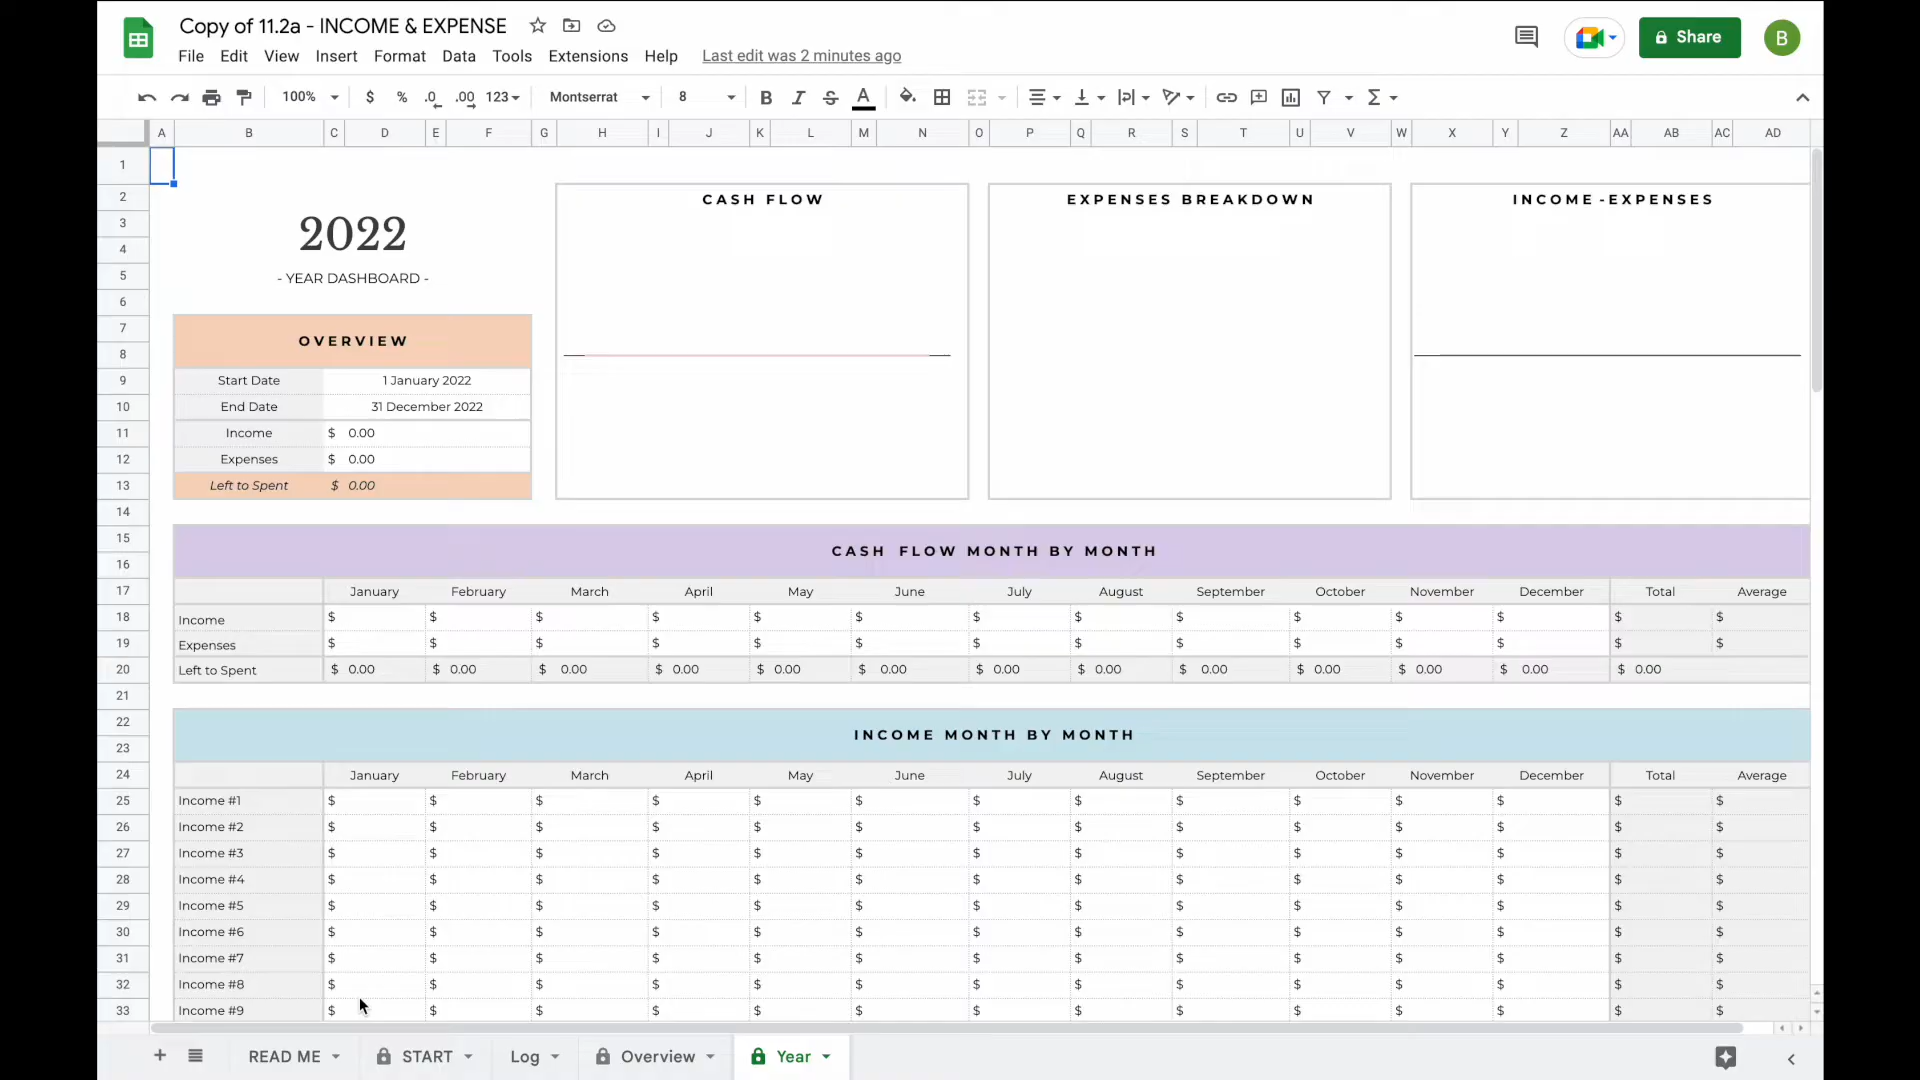 Copy of 11.2a - INCOME & EXPENSE
File Edit View Insert Format Data Tools Extensions Help Last edit was 2 minutes ago
Share
B
100% $ % .0 .00 123 Montserrat 8 B I S A
A B C D E F G H I J K L M N O P Q R S T U V W X Y Z AA AB AC AD
1
2 CASH FLOW EXPENSES BREAKDOWN INCOME -EXPENSES
3 2022
4
5 - YEAR DASHBOARD -
6
7 OVERVIEW
8
9 Start Date 1 January 2022
10 End Date 31 December 2022
11 Income $ 0.00
12 Expenses $ 0.00
13 Left to Spent $ 0.00
14
15 CASH FLOW MONTH BY MONTH
16
17 January February March April May June July August September October November December Total Average
18 Income $ $ $ $ $ $ $ $ $ $ $ $ $ $
19 Expenses $ $ $ $ $ $ $ $ $ $ $ $ $ $
20 Left to Spent $ 0.00 $ 0.00 $ 0.00 $ 0.00 $ 0.00 $ 0.00 $ 0.00 $ 0.00 $ 0.00 $ 0.00 $ 0.00 $ 0.00 $ 0.00
21
22 INCOME MONTH BY MONTH
23
24 January February March April May June July August September October November December Total Average
25 Income #1 $ $ $ $ $ $ $ $ $ $ $ $ $ $
26 Income #2 $ $ $ $ $ $ $ $ $ $ $ $ $ $
27 Income #3 $ $ $ $ $ $ $ $ $ $ $ $ $ $
28 Income #4 $ $ $ $ $ $ $ $ $ $ $ $ $ $
29 Income #5 $ $ $ $ $ $ $ $ $ $ $ $ $ $
30 Income #6 $ $ $ $ $ $ $ $ $ $ $ $ $ $
31 Income #7 $ $ $ $ $ $ $ $ $ $ $ $ $ $
32 Income #8 $ $ $ $ $ $ $ $ $ $ $ $ $ $
33 Income #9 $ $ $ $ $ $ $ $ $ $ $ $ $ $
READ ME START Log Overview Year